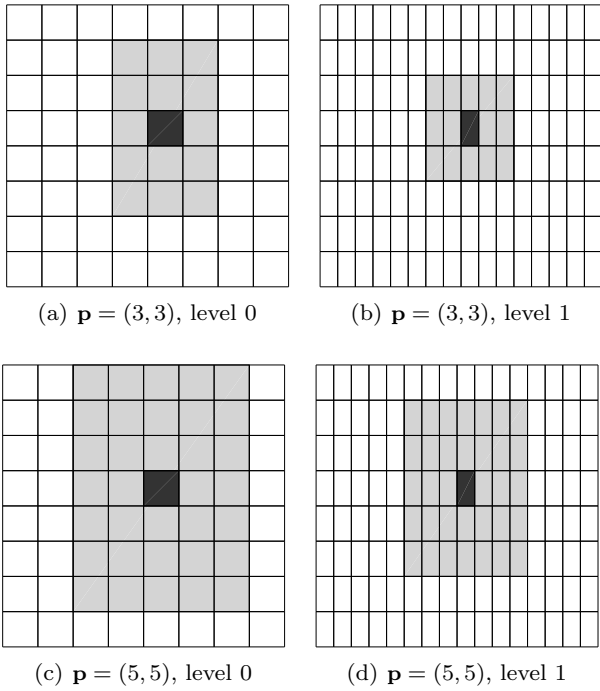 (a) p = (3, 3), level 0
(b) p = (3, 3), level 1
(c) p = (5, 5), level 0
(d) p = (5, 5), level 1